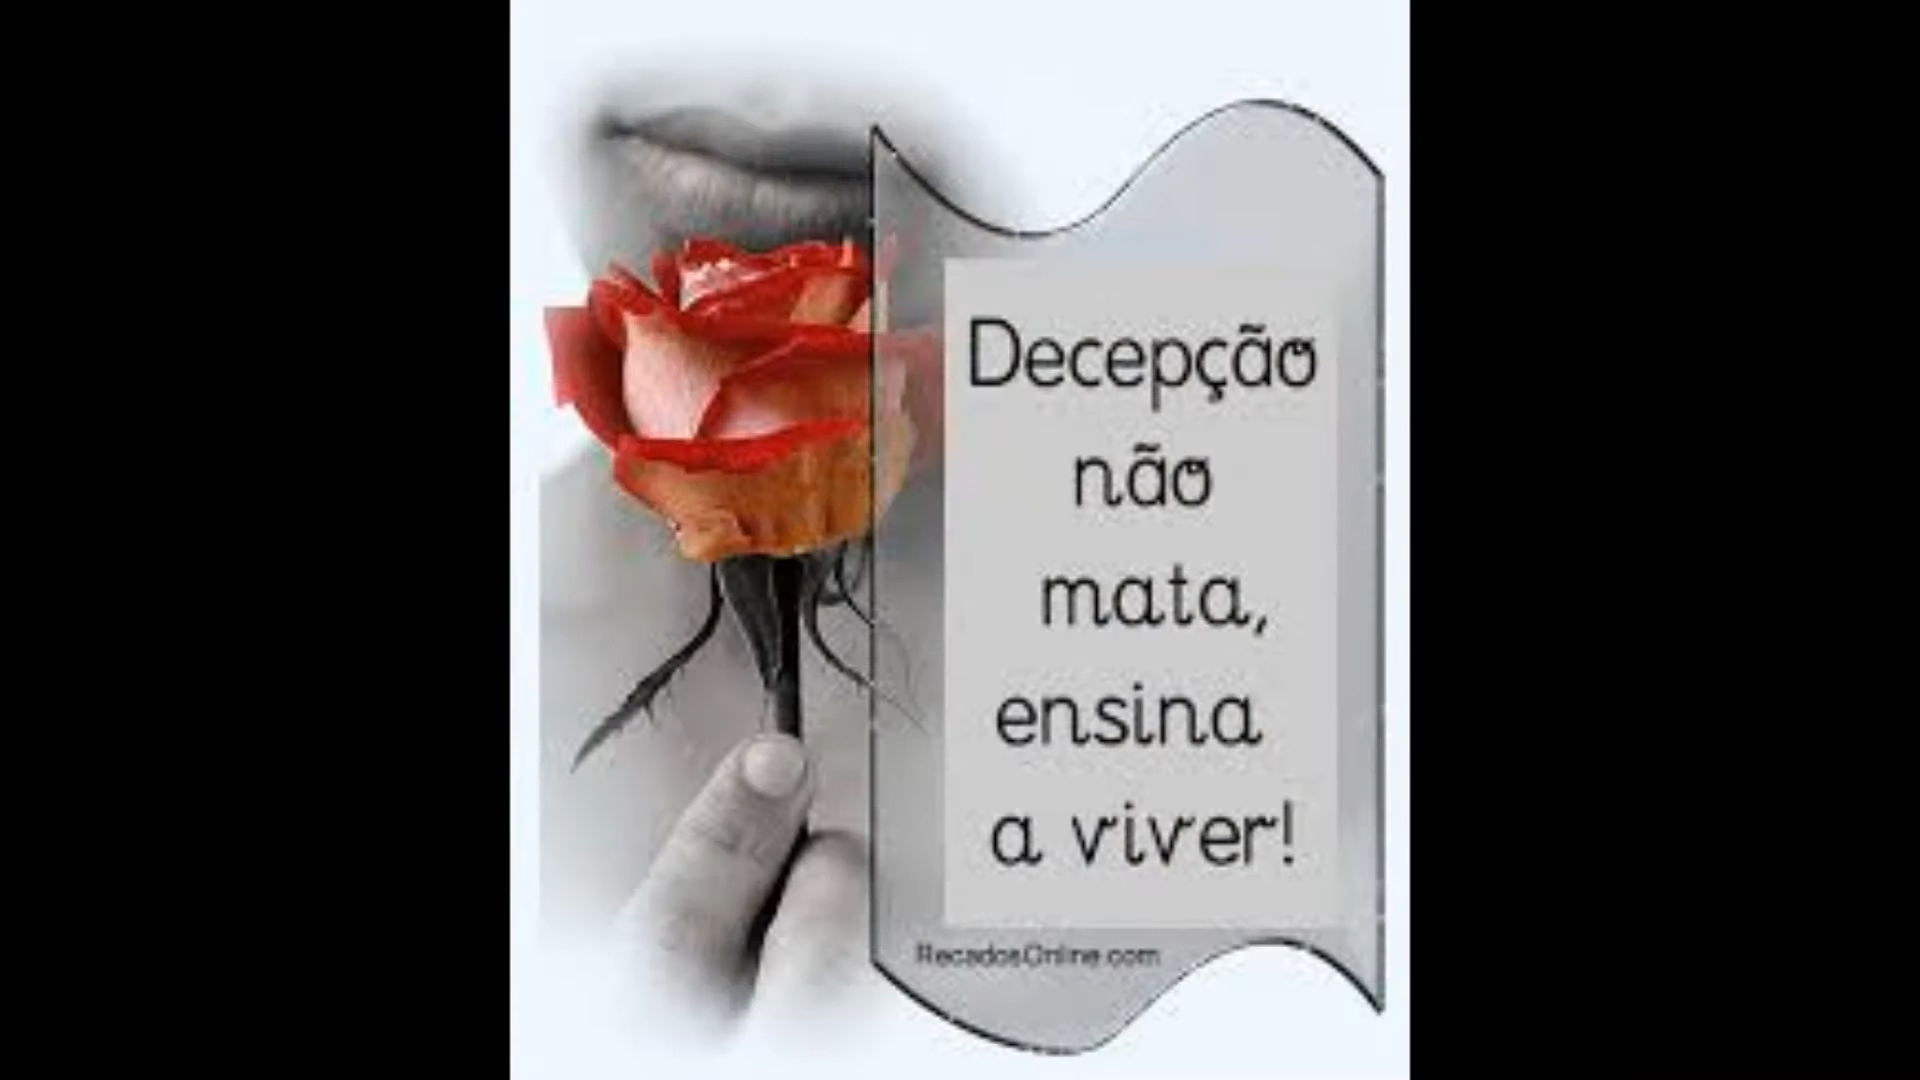 Decepção
não
mata,
ensina
a viver!
RecadosOnline.com